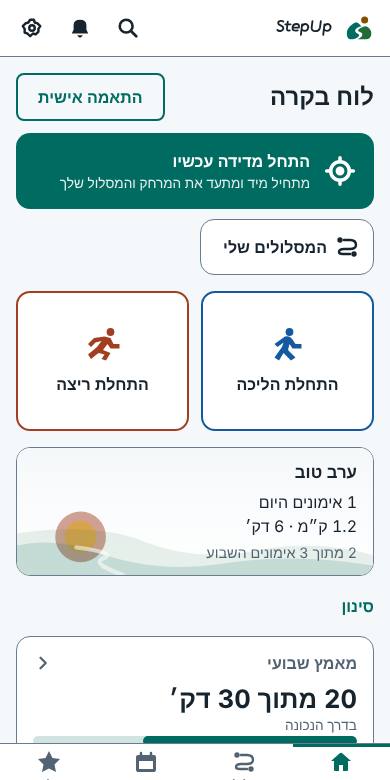 StepUp
לוח בקרה
התאמה אישית
התחל מדידה עכשיו
מתחיל מיד ומתעד את המרחק והמסלול שלך
המסלולים שלי
התחלת הליכה
התחלת ריצה
ערב טוב
1 אימונים היום
1.2 ק״מ · 6 דק׳
2 מתוך 3 אימונים השבוע
סינון
מאמץ שבועי
20 מתוך 30 דק׳
בדרך הנכונה